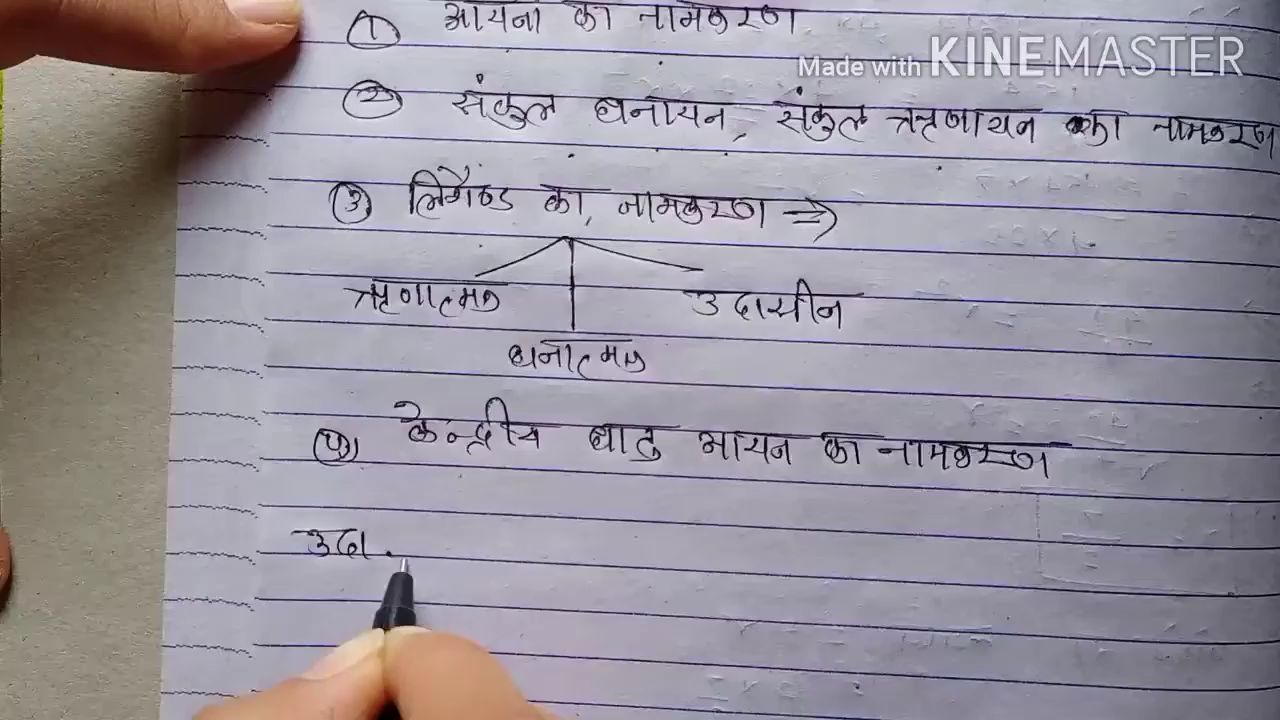 ① आयनो का नामकरण
Made with KINEMASTER
② संकुल धनायन, संकुल ऋणायन का नामकरण
③ लिगैण्ड का, नामकरण ⇒
ऋणात्मक उदासीन
धनात्मक
④ केन्द्रीय धातु आयन का नामकरण
उदा.